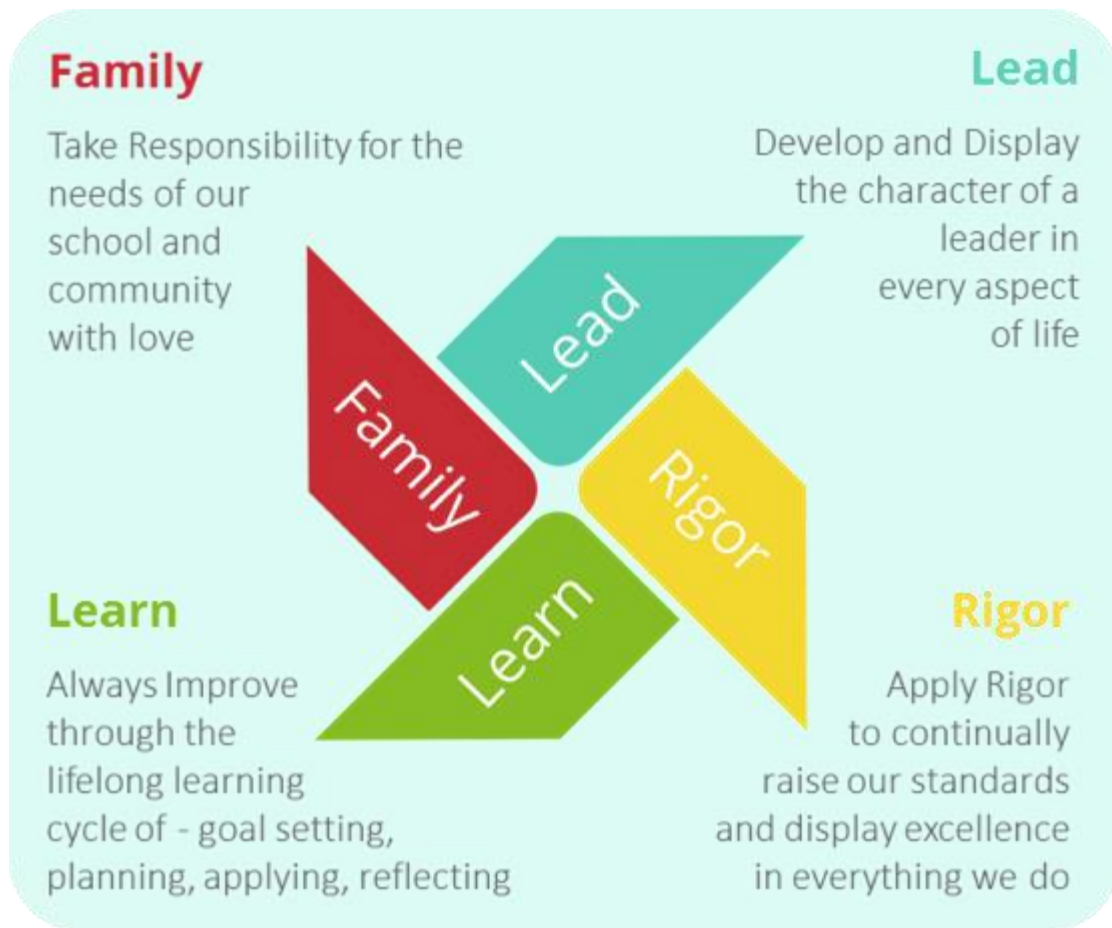 Family
Take Responsibility for the
needs of our
school and
community
with love
Lead
Develop and Display
the character of a
leader in
every aspect
of life
Family
Lead
Rigor
Learn
Learn
Always Improve
through the
lifelong learning
cycle of - goal setting,
planning, applying, reflecting
Rigor
Apply Rigor
to continually
raise our standards
and display excellence
in everything we do